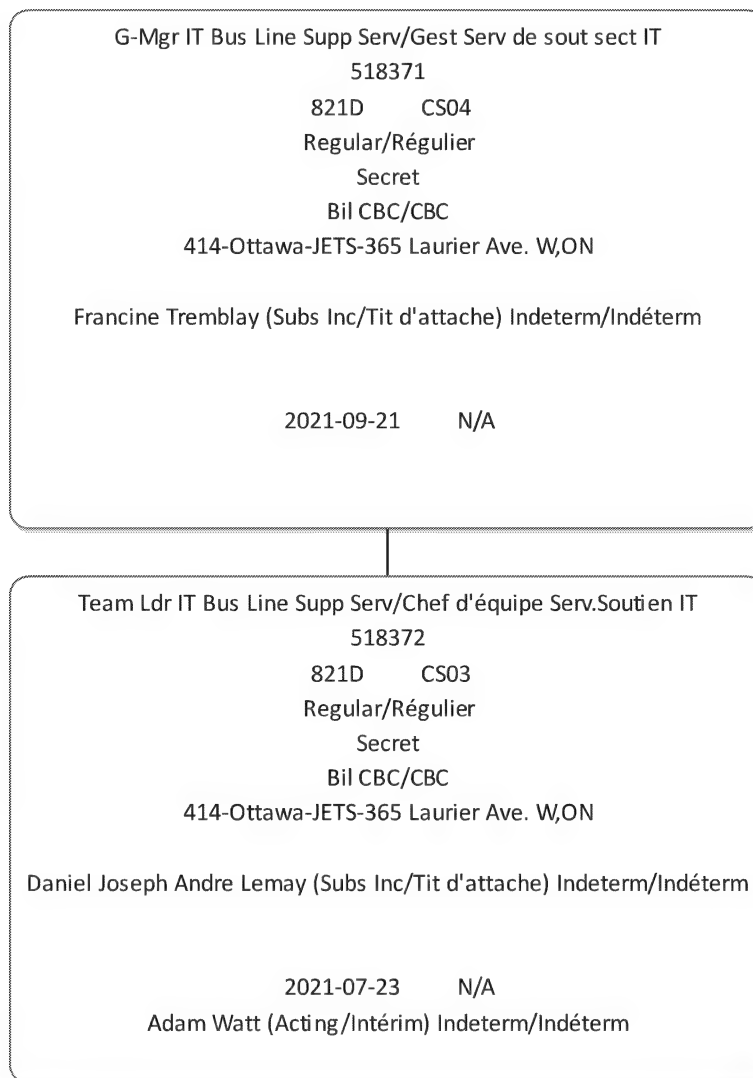 G-Mgr IT Bus Line Supp Serv/Gest Serv de sout sect IT
518371
821D CS04
Regular/Régulier
Secret
Bil CBC/CBC
414-Ottawa-JETS-365 Laurier Ave. W,ON
Francine Tremblay (Subs Inc/Tit d'attache) Indeterm/Indéterm
2021-09-21 N/A
Team Ldr IT Bus Line Supp Serv/Chef d'équipe Serv.Soutien IT
518372
821D CS03
Regular/Régulier
Secret
Bil CBC/CBC
414-Ottawa-JETS-365 Laurier Ave. W,ON
Daniel Joseph Andre Lemay (Subs Inc/Tit d'attache) Indeterm/Indéterm
2021-07-23 N/A
Adam Watt (Acting/Intérim) Indeterm/Indéterm